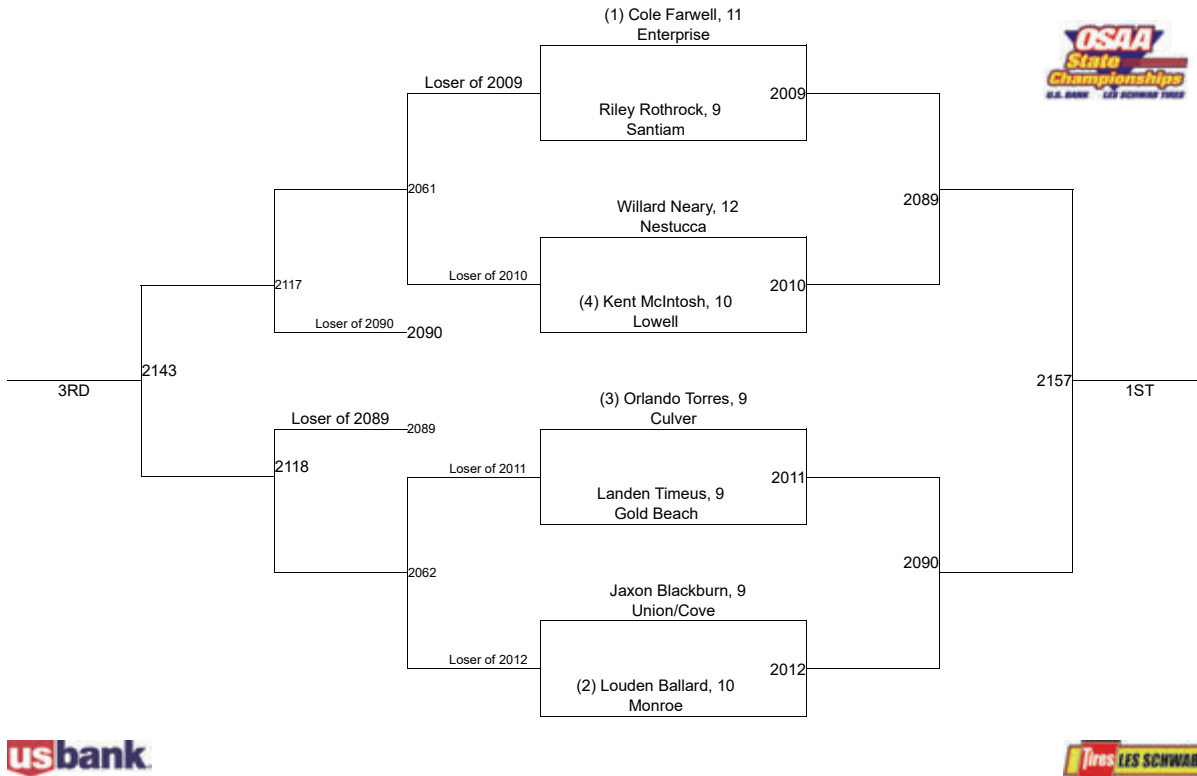 (1) Cole Farwell, 11
Enterprise
OSAA
State
Championships
U.S. BANK LES SCHWAB TIRES
Loser of 2009
2009
Riley Rothrock, 9
Santiam
2061
2089
Willard Neary, 12
Nestucca
Loser of 2010
2010
2117
(4) Kent McIntosh, 10
Lowell
Loser of 2090
2090
2143
2157
3RD
1ST
(3) Orlando Torres, 9
Culver
Loser of 2089
2089
2118
Loser of 2011
2011
Landen Timeus, 9
Gold Beach
2062
2090
Jaxon Blackburn, 9
Union/Cove
Loser of 2012
2012
(2) Louden Ballard, 10
Monroe
usbank
Tires LES SCHWAB